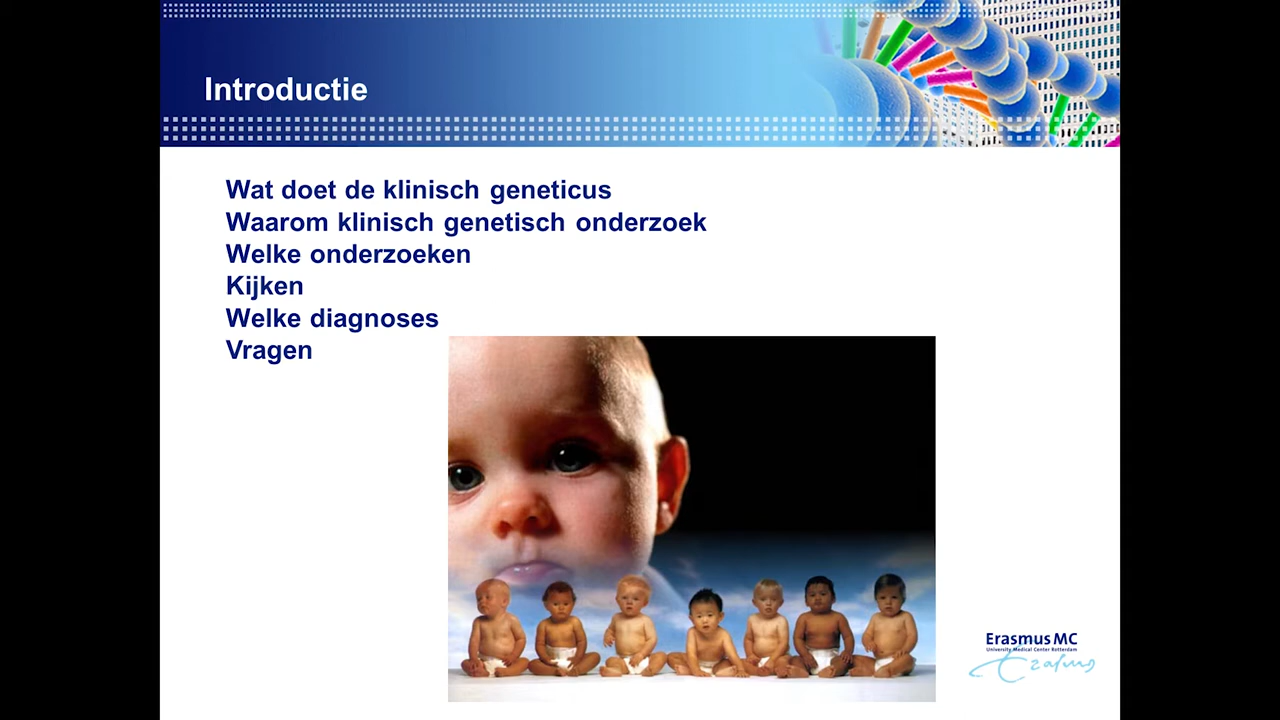 Introductie
Wat doet de klinisch geneticus
Waarom klinisch genetisch onderzoek
Welke onderzoeken
Kijken
Welke diagnoses
Vragen
Erasmus MC
University Medical Center Rotterdam
Erasmus